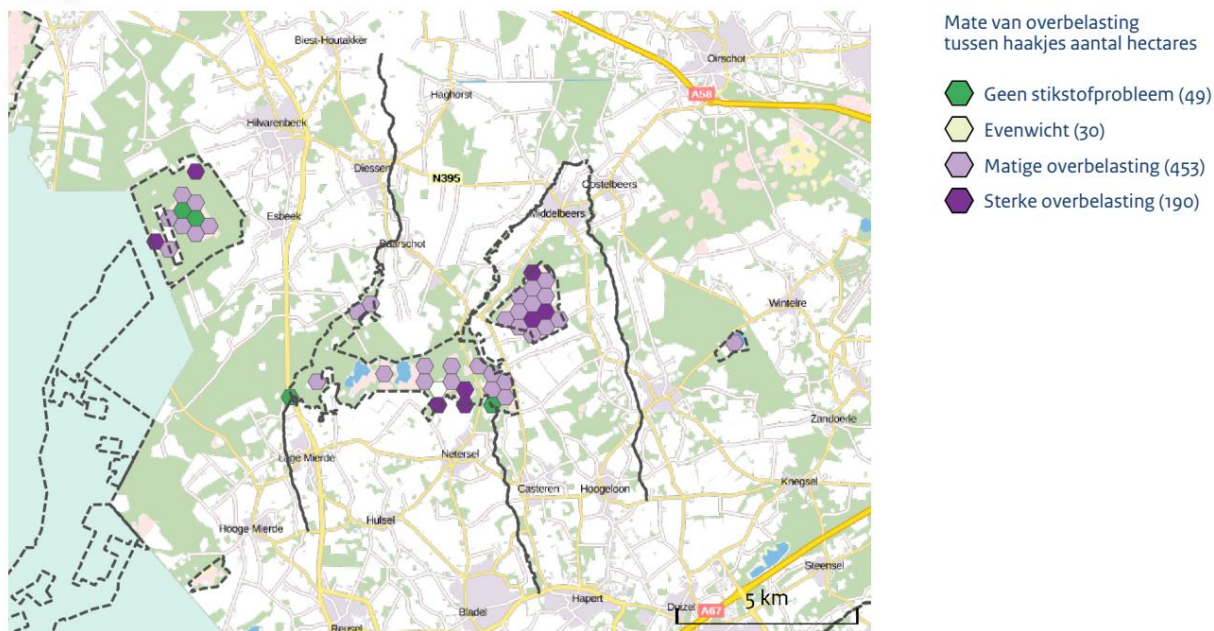 Biest-Houtakker
Oirschot
A58
Haghorst
Hilvarenbeek
Diessen
N395
Oostelbeers
Middelbeers
Esbeek
Baarschot
Wintelre
Zandoerle
Lage Mierde
Netersel
Knegsel
Casteren
Hoogeloon
Hulsel
Hooge Mierde
Steensel
Hapert
Duizel
5 km
Bladel
A67
Reusel
Mate van overbelasting
tussen haakjes aantal hectares
Geen stikstofprobleem (49)
Evenwicht (30)
Matige overbelasting (453)
Sterke overbelasting (190)